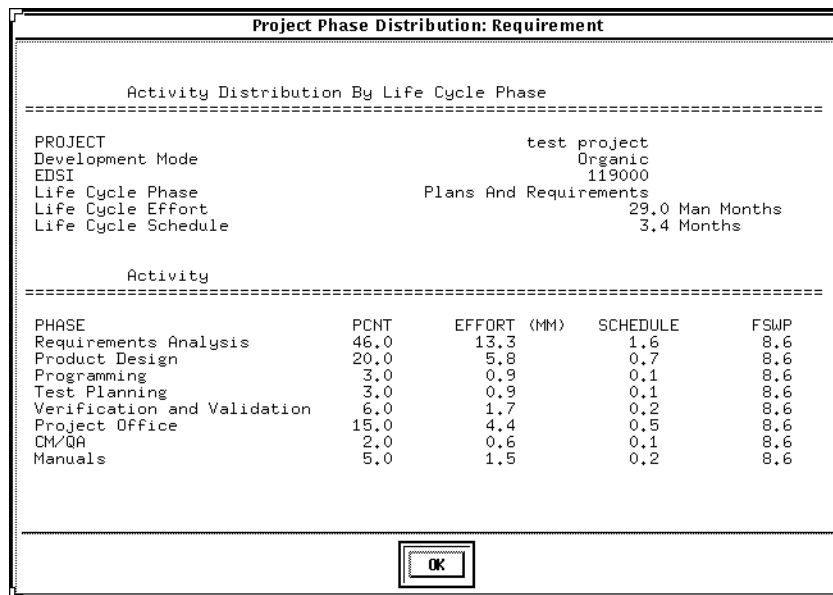 Project Phase Distribution: Requirement
Activity Distribution By Life Cycle Phase
================================================================================
PROJECT test project
Development Mode Organic
EDSI 119000
Life Cycle Phase Plans And Requirements
Life Cycle Effort 29.0 Man Months
Life Cycle Schedule 3.4 Months
Activity
================================================================================
PHASE PCNT EFFORT (MM) SCHEDULE FSWP
Requirements Analysis 46.0 13.3 1.6 8.6
Product Design 20.0 5.8 0.7 8.6
Programming 3.0 0.9 0.1 8.6
Test Planning 3.0 0.9 0.1 8.6
Verification and Validation 6.0 1.7 0.2 8.6
Project Office 15.0 4.4 0.5 8.6
CM/QA 2.0 0.6 0.1 8.6
Manuals 5.0 1.5 0.2 8.6
OK